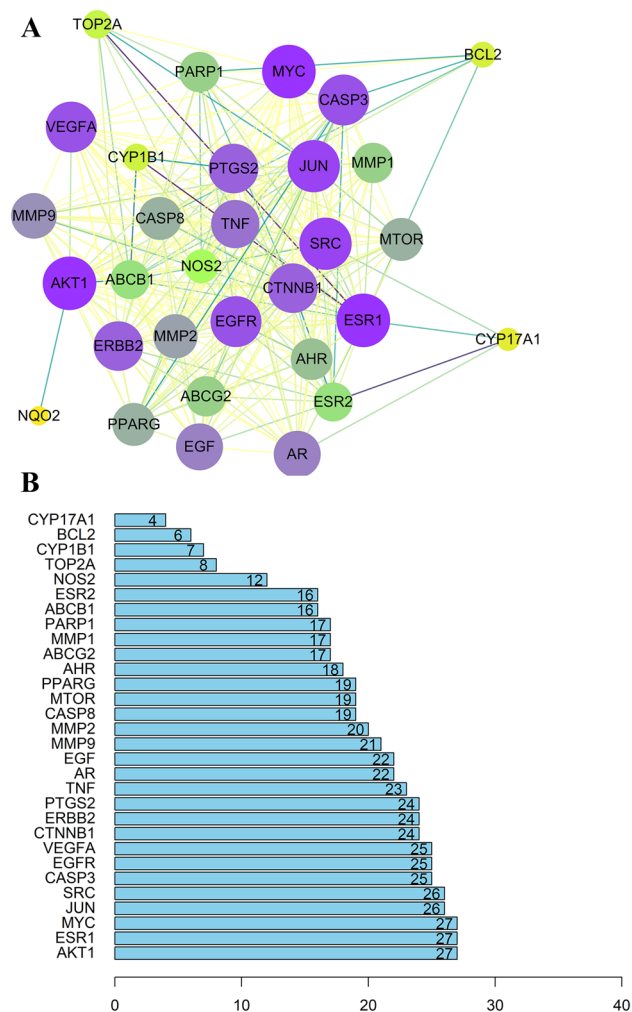 A
TOP2A
BCL2
PARP1
MYC
CASP3
VEGFA
CYP1B1
PTGS2
JUN
MMP1
MMP9
CASP8
TNF
SRC
MTOR
NOS2
AKT1
ABCB1
CTNNB1
EGFR
ESR1
ERBB2
MMP2
CYP17A1
AHR
ABCG2
ESR2
NQO2
PPARG
EGF
AR
B
CYP17A1 4
BCL2 6
CYP1B1 7
TOP2A 8
NOS2 12
ESR2 16
ABCB1 16
PARP1 17
MMP1 17
ABCG2 17
AHR 18
PPARG 19
MTOR 19
CASP8 19
MMP2 20
MMP9 21
EGF 22
AR 22
TNF 23
PTGS2 24
ERBB2 24
CTNNB1 24
VEGFA 25
EGFR 25
CASP3 25
SRC 26
JUN 26
MYC 27
ESR1 27
AKT1 27
0 10 20 30 40